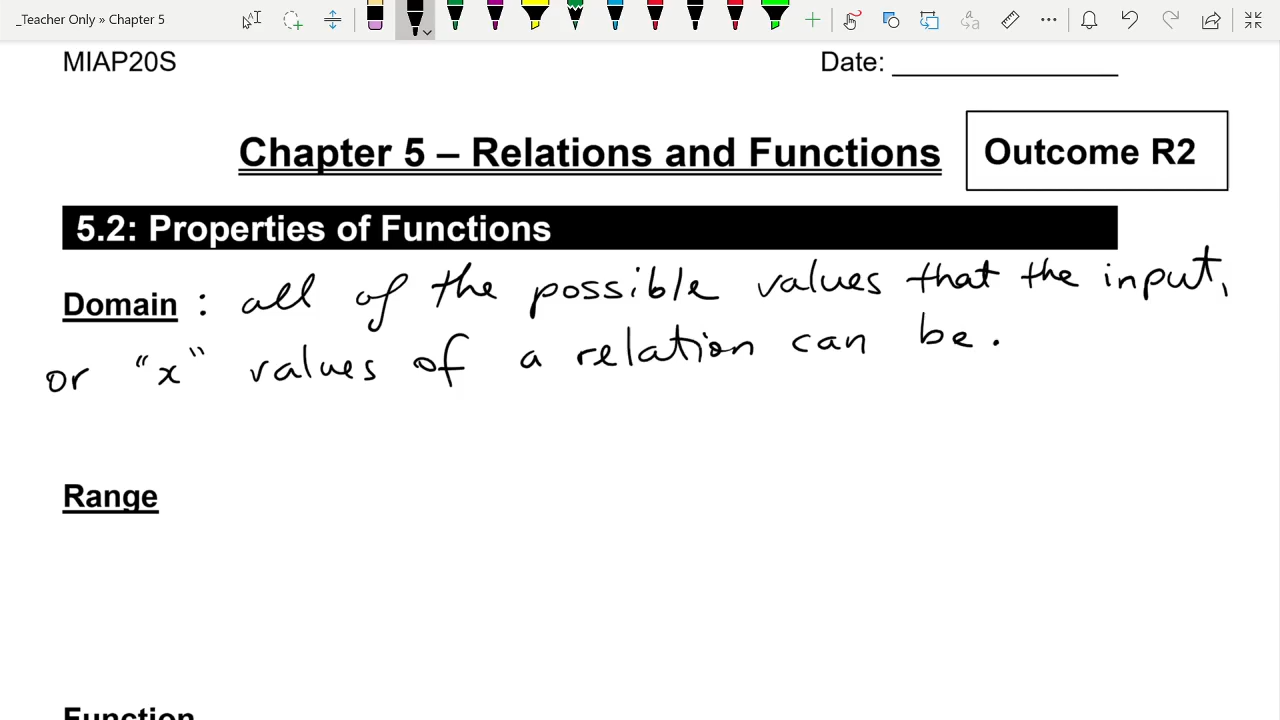 _Teacher Only » Chapter 5
MIAP20S
Date: _______________
Chapter 5 – Relations and Functions
Outcome R2
5.2: Properties of Functions
Domain : all of the possible values that the input,
or "x" values of a relation can be.
Range
Function